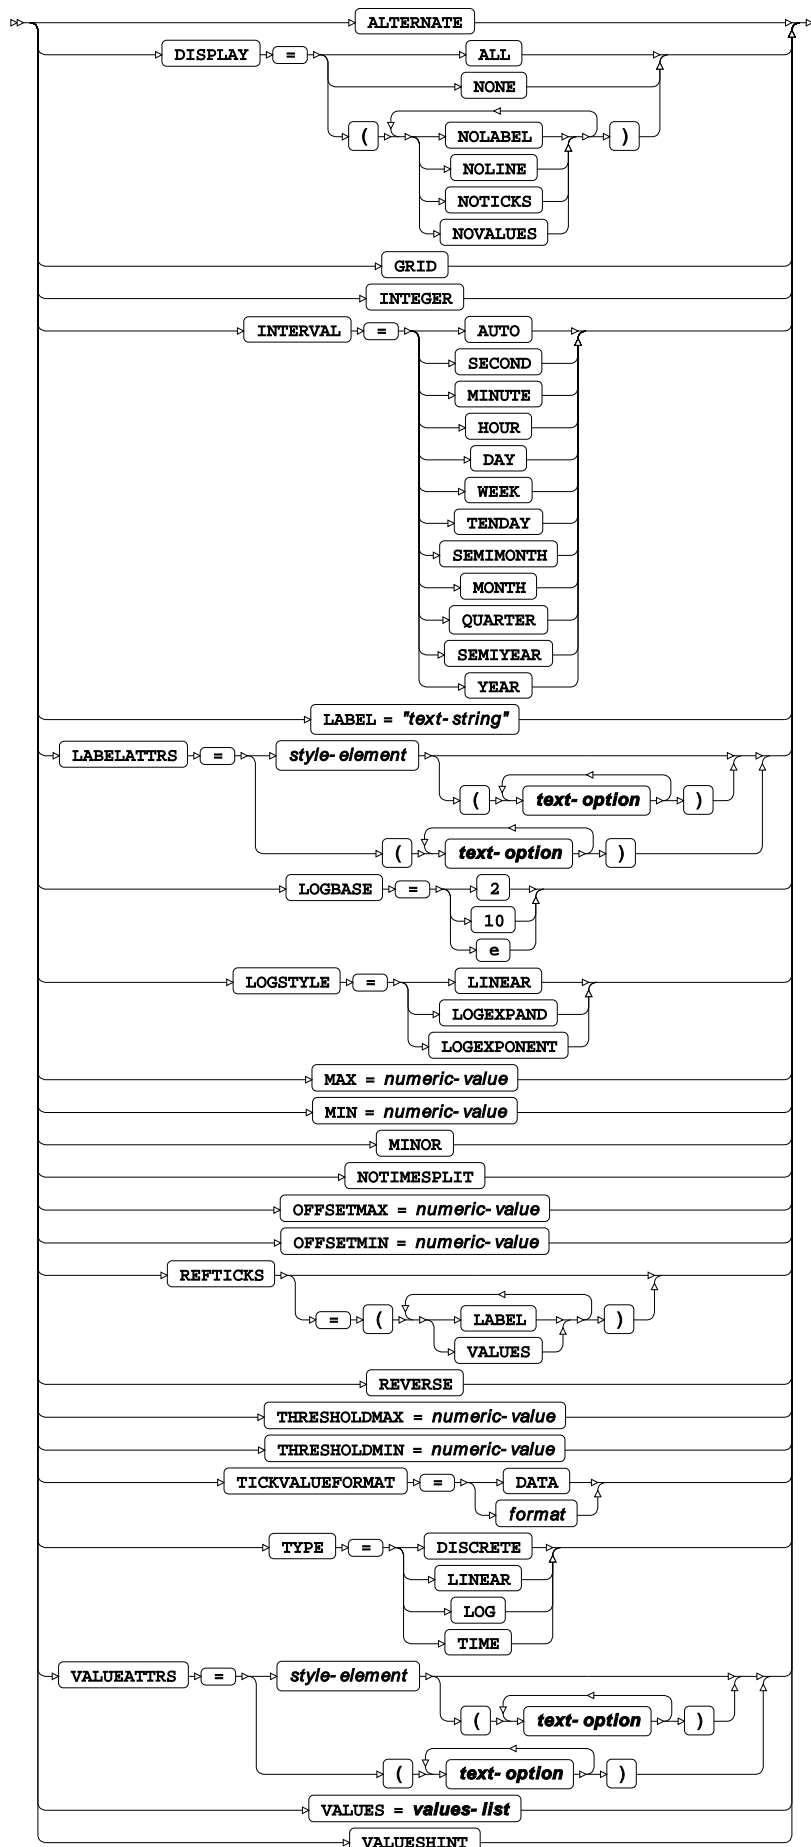 ALTERNATE
DISPLAY = ALL
NONE
( NOLABEL )
NOLINE
NOTICKS
NOVALUES
GRID
INTEGER
INTERVAL = AUTO
SECOND
MINUTE
HOUR
DAY
WEEK
TENDAY
SEMIMONTH
MONTH
QUARTER
SEMIYEAR
YEAR
LABEL = "text-string"
LABELATTRS = style-element
( text-option )
( text-option )
LOGBASE = 2
10
e
LOGSTYLE = LINEAR
LOGEXPAND
LOGEXPONENT
MAX = numeric-value
MIN = numeric-value
MINOR
NOTIMESPLIT
OFFSETMAX = numeric-value
OFFSETMIN = numeric-value
REFTICKS
= ( LABEL )
VALUES
REVERSE
THRESHOLDMAX = numeric-value
THRESHOLDMIN = numeric-value
TICKVALUEFORMAT = DATA
format
TYPE = DISCRETE
LINEAR
LOG
TIME
VALUEATTRS = style-element
( text-option )
( text-option )
VALUES = values-list
VALUESHINT